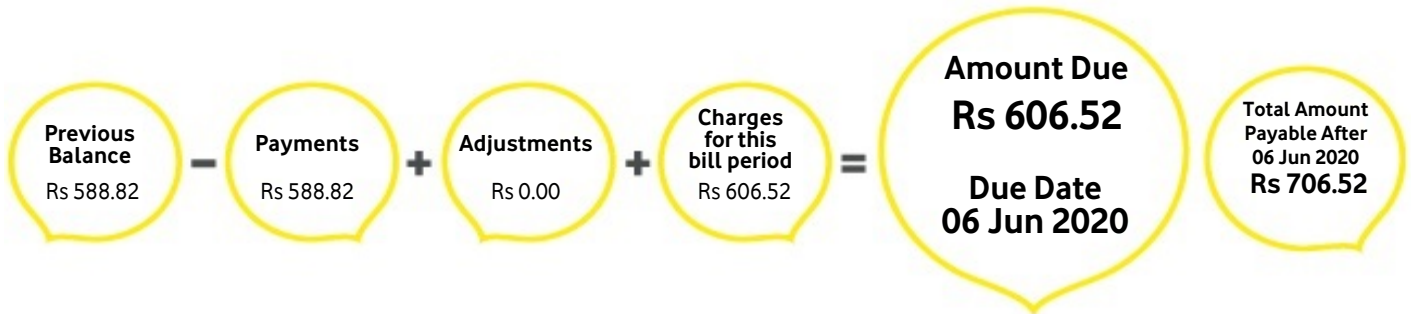 Previous
Balance
Rs 588.82
-
Payments
Rs 588.82
+
Adjustments
Rs 0.00
+
Charges
for this
bill period
Rs 606.52
=
Amount Due
Rs 606.52
Due Date
06 Jun 2020
Total Amount
Payable After
06 Jun 2020
Rs 706.52